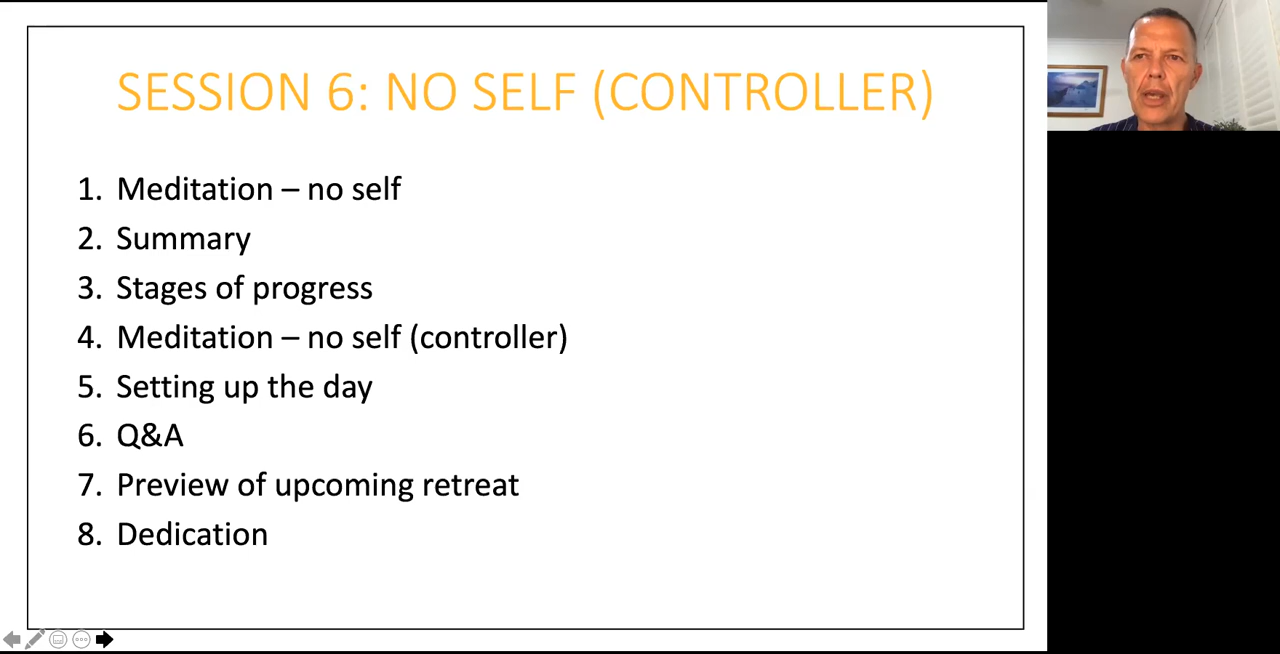 SESSION 6: NO SELF (CONTROLLER)
1. Meditation – no self
2. Summary
3. Stages of progress
4. Meditation – no self (controller)
5. Setting up the day
6. Q&A
7. Preview of upcoming retreat
8. Dedication